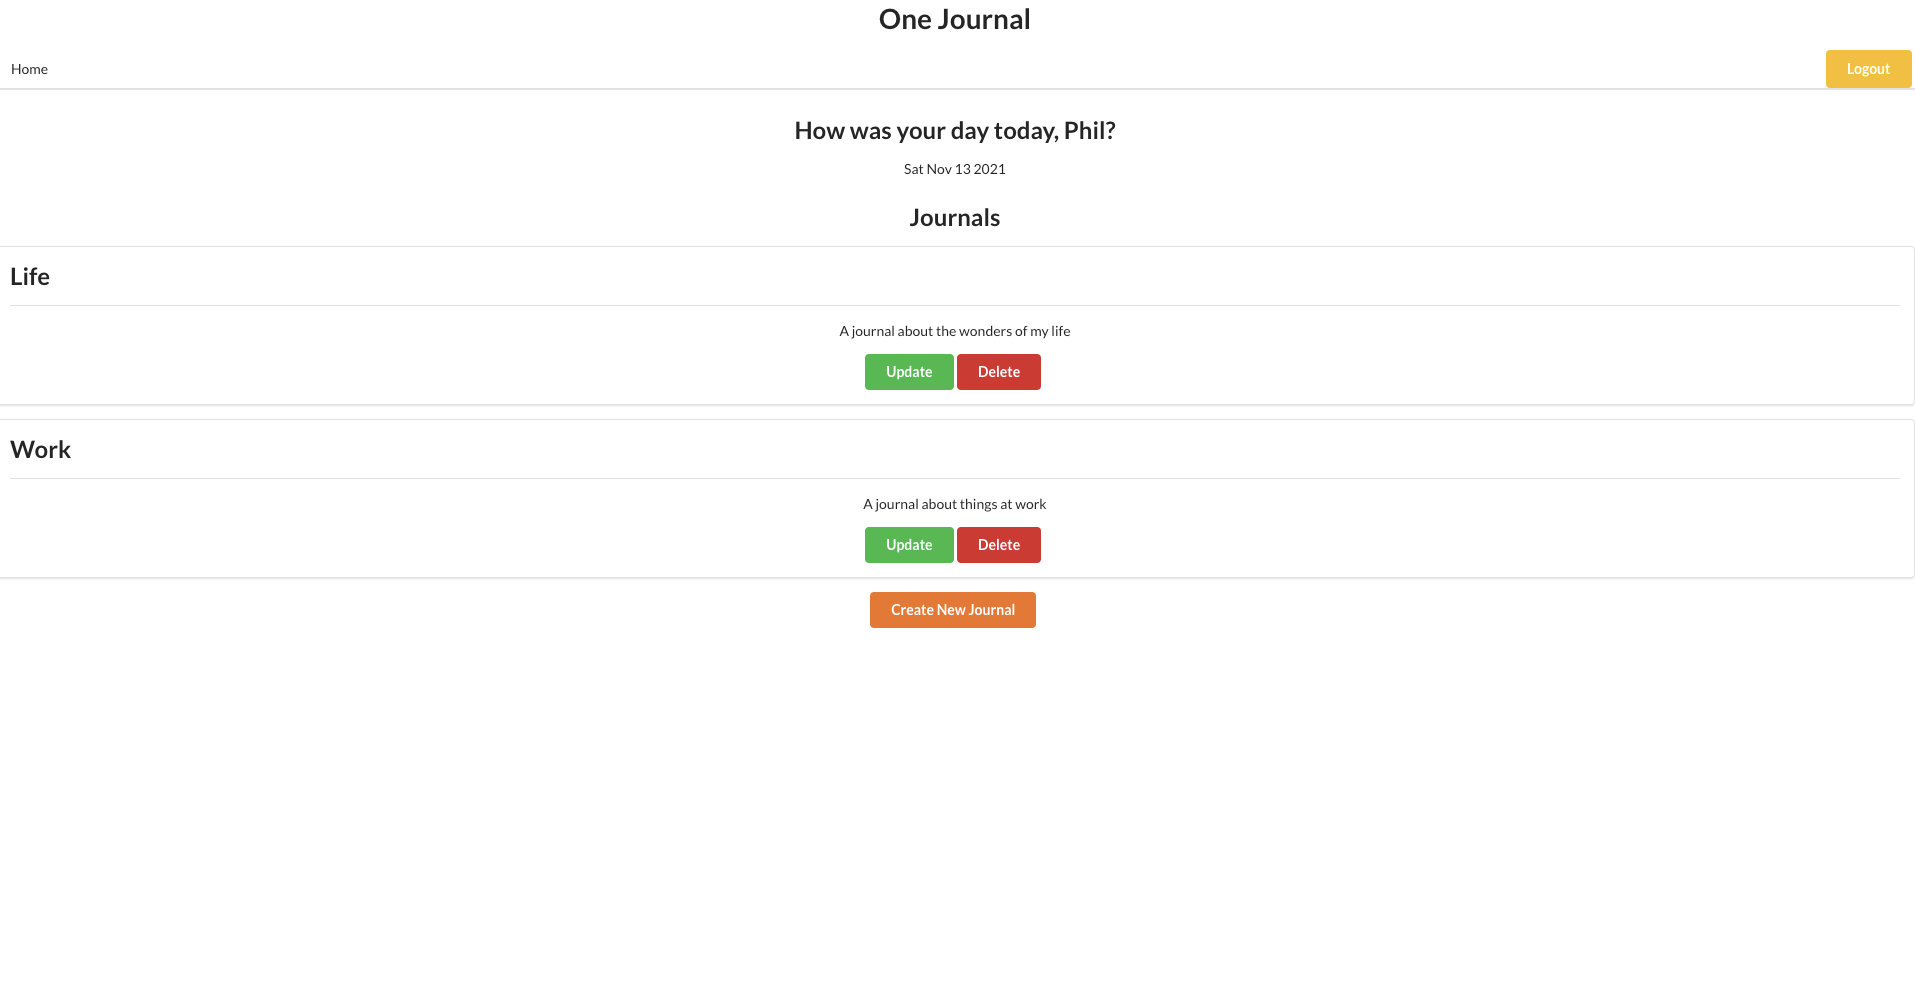 One Journal
Home Logout
How was your day today, Phil?
Sat Nov 13 2021
Journals
Life
A journal about the wonders of my life
Update Delete
Work
A journal about things at work
Update Delete
Create New Journal